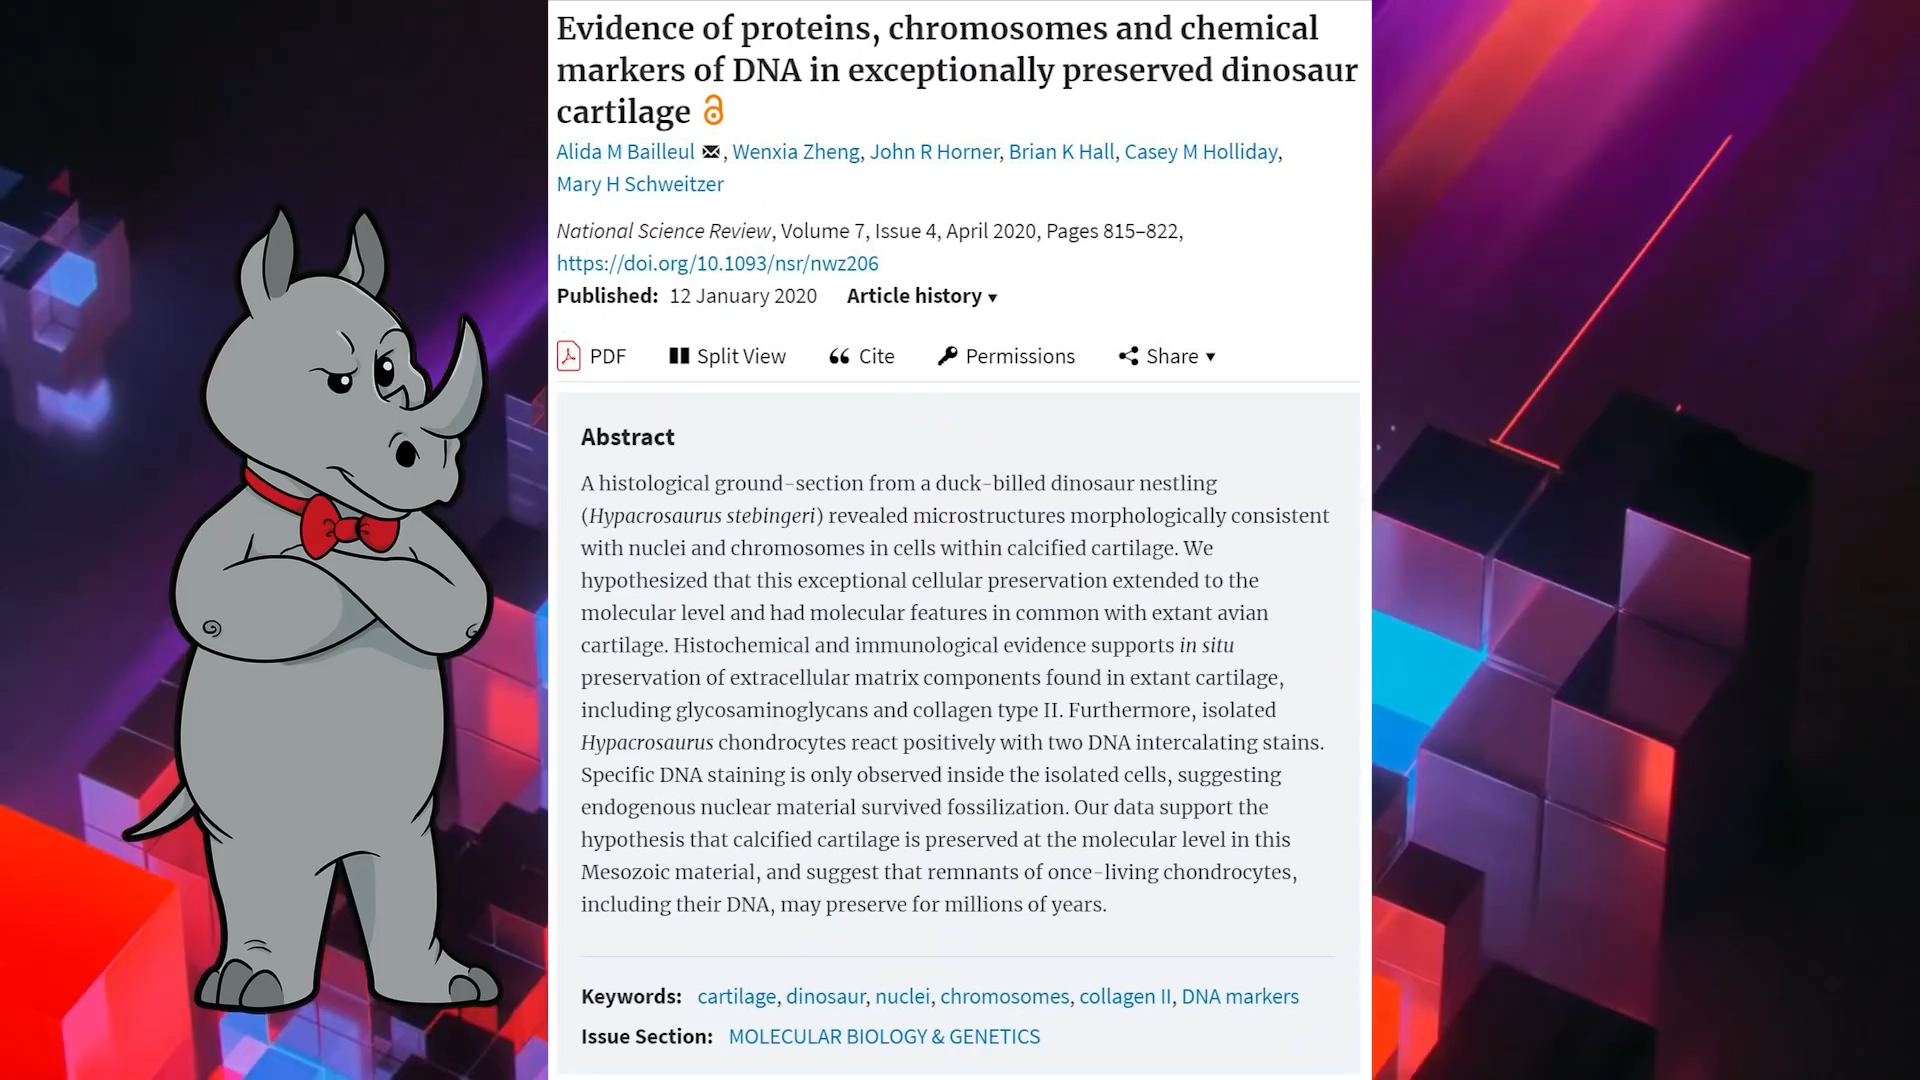 Evidence of proteins, chromosomes and chemical
markers of DNA in exceptionally preserved dinosaur
cartilage
Alida M Bailleul , Wenxia Zheng, John R Horner, Brian K Hall, Casey M Holliday,
Mary H Schweitzer
National Science Review, Volume 7, Issue 4, April 2020, Pages 815–822,
https://doi.org/10.1093/nsr/nwz206
Published: 12 January 2020 Article history ▾
PDF Split View Cite Permissions Share ▾
Abstract
A histological ground-section from a duck-billed dinosaur nestling
(Hypacrosaurus stebingeri) revealed microstructures morphologically consistent
with nuclei and chromosomes in cells within calcified cartilage. We
hypothesized that this exceptional cellular preservation extended to the
molecular level and had molecular features in common with extant avian
cartilage. Histochemical and immunological evidence supports in situ
preservation of extracellular matrix components found in extant cartilage,
including glycosaminoglycans and collagen type II. Furthermore, isolated
Hypacrosaurus chondrocytes react positively with two DNA intercalating stains.
Specific DNA staining is only observed inside the isolated cells, suggesting
endogenous nuclear material survived fossilization. Our data support the
hypothesis that calcified cartilage is preserved at the molecular level in this
Mesozoic material, and suggest that remnants of once-living chondrocytes,
including their DNA, may preserve for millions of years.
Keywords: cartilage, dinosaur, nuclei, chromosomes, collagen II, DNA markers
Issue Section: MOLECULAR BIOLOGY & GENETICS